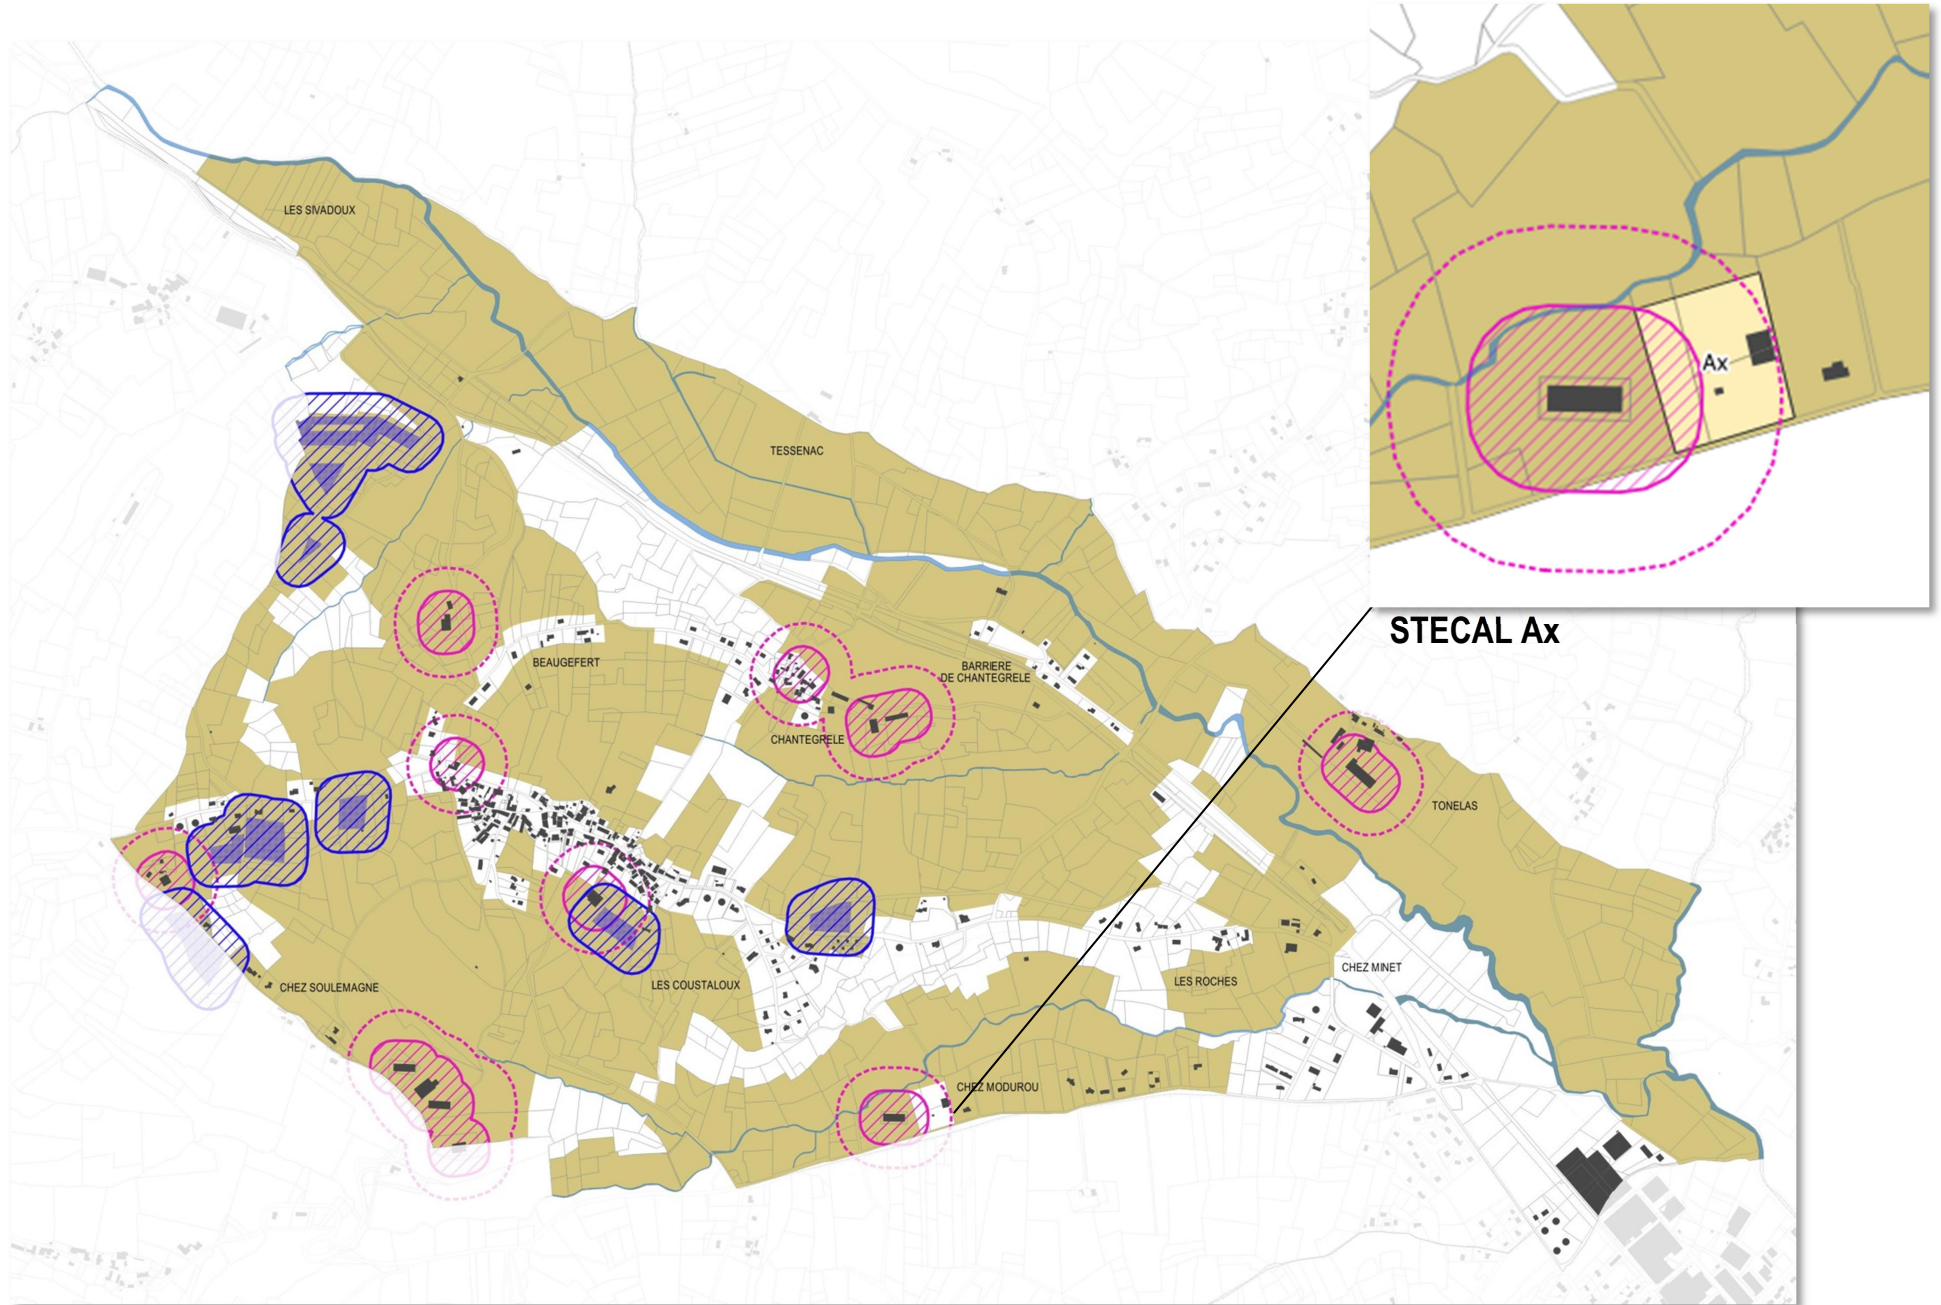 LES SIVADOUX
Ax
TESSENAC
STECAL Ax
BEAUGEFERT
BARRIERE
DE CHANTEGRELE
CHANTEGRELE
TONELAS
CHEZ MINET
LES ROCHES
CHEZ SOULEMAGNE
LES COUSTALOUX
CHEZ MODUROU